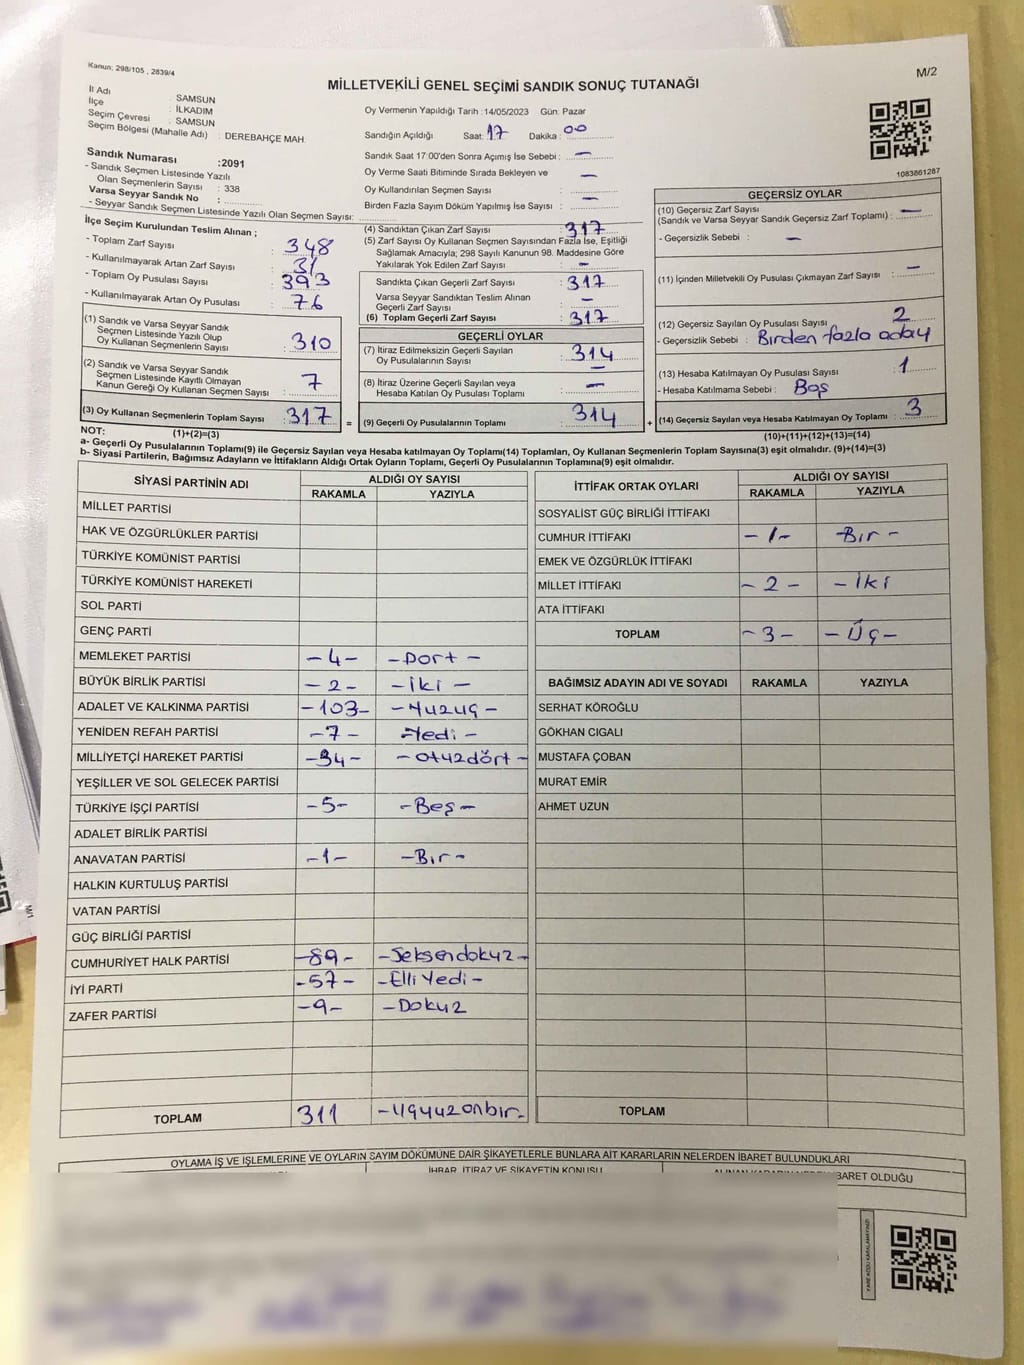 Kanun: 298/105 , 2839/4
M/2
MİLLETVEKİLİ GENEL SEÇİMİ SANDIK SONUÇ TUTANAĞI
İl Adı : SAMSUN
İlçe : İLKADIM
Seçim Çevresi : SAMSUN
Seçim Bölgesi (Mahalle Adı) : DEREBAHÇE MAH.
Oy Vermenin Yapıldığı Tarih :14/05/2023 Gün: Pazar
Sandığın Açıldığı Saat: 17 Dakika: 00
Sandık Saat 17:00'den Sonra Açımış İse Sebebi : —
Oy Verme Saati Bitiminde Sırada Bekleyen ve
Oy Kullandırılan Seçmen Sayısı : —
Birden Fazla Sayım Döküm Yapılmış İse Sayısı : —
1083861287
Sandık Numarası :2091
- Sandık Seçmen Listesinde Yazılı
Olan Seçmenlerin Sayısı : 338
Varsa Seyyar Sandık No :
- Seyyar Sandık Seçmen Listesinde Yazılı Olan Seçmen Sayısı:
İlçe Seçim Kurulundan Teslim Alınan ;
- Toplam Zarf Sayısı : 348
- Kullanılmayarak Artan Zarf Sayısı : 31
- Toplam Oy Pusulası Sayısı : 393
- Kullanılmayarak Artan Oy Pusulası : 76
(1) Sandık ve Varsa Seyyar Sandık
Seçmen Listesinde Yazılı Olup
Oy Kullanan Seçmenlerin Sayısı : 310
(2) Sandık ve Varsa Seyyar Sandık
Seçmen Listesinde Kayıtlı Olmayan
Kanun Gereği Oy Kullanan Seçmen Sayısı : 7
(3) Oy Kullanan Seçmenlerin Toplam Sayısı : 317 =
(4) Sandıktan Çıkan Zarf Sayısı : 317
(5) Zarf Sayısı Oy Kullanan Seçmen Sayısından Fazla İse, Eşitliği
Sağlamak Amacıyla; 298 Sayılı Kanunun 98. Maddesine Göre
Yakılarak Yok Edilen Zarf Sayısı : —
Sandıkta Çıkan Geçerli Zarf Sayısı : 317
Varsa Seyyar Sandıktan Teslim Alınan
Geçerli Zarf Sayısı : —
(6) Toplam Geçerli Zarf Sayısı : 317
GEÇERLİ OYLAR
(7) İtiraz Edilmeksizin Geçerli Sayılan
Oy Pusulalarının Sayısı : 314
(8) İtiraz Üzerine Geçerli Sayılan veya
Hesaba Katılan Oy Pusulaları Toplamı : —
(9) Geçerli Oy Pusulalarının Toplamı : 314 +
GEÇERSİZ OYLAR
(10) Geçersiz Zarf Sayısı : —
(Sandık ve Varsa Seyyar Sandık Geçersiz Zarf Toplamı) :
- Geçersizlik Sebebi : —
(11) İçinden Milletvekili Oy Pusulası Çıkmayan Zarf Sayısı : —
(12) Geçersiz Sayılan Oy Pusulası Sayısı : 2
- Geçersizlik Sebebi : Birden fazla aday
(13) Hesaba Katılmayan Oy Pusulası Sayısı : 1
- Hesaba Katılmama Sebebi : Boş
(14) Geçersiz Sayılan veya Hesaba Katılmayan Oy Toplamı : 3
NOT: (1)+(2)=(3)
(10)+(11)+(12)+(13)=(14)
a- Geçerli Oy Pusulalarının Toplamı(9) ile Geçersiz Sayılan veya Hesaba katılmayan Oy Toplamı(14) Toplamları, Oy Kullanan Seçmenlerin Toplam Sayısına(3) eşit olmalıdır. (9)+(14)=(3)
b- Siyasi Partilerin, Bağımsız Adayların ve İttifakların Aldığı Ortak Oyların Toplamı, Geçerli Oy Pusulalarının Toplamına(9) eşit olmalıdır.
SİYASİ PARTİNİN ADI ALDIĞI OY SAYISI
RAKAMLA YAZIYLA
MİLLET PARTİSİ
HAK VE ÖZGÜRLÜKLER PARTİSİ
TÜRKİYE KOMÜNİST PARTİSİ
TÜRKİYE KOMÜNİST HAREKETİ
SOL PARTİ
GENÇ PARTİ
MEMLEKET PARTİSİ -4- -Dört-
BÜYÜK BİRLİK PARTİSİ -2- -İki-
ADALET VE KALKINMA PARTİSİ -103- -Yüzüç-
YENİDEN REFAH PARTİSİ -7- -Yedi-
MİLLİYETÇİ HAREKET PARTİSİ -34- -Otuzdört-
YEŞİLLER VE SOL GELECEK PARTİSİ
TÜRKİYE İŞÇİ PARTİSİ -5- -Beş-
ADALET BİRLİK PARTİSİ
ANAVATAN PARTİSİ -1- -Bir-
HALKIN KURTULUŞ PARTİSİ
VATAN PARTİSİ
GÜÇ BİRLİĞİ PARTİSİ
CUMHURİYET HALK PARTİSİ -89- -Seksendokuz-
İYİ PARTİ -57- -Elli Yedi-
ZAFER PARTİSİ -9- -Dokuz
TOPLAM 311 -üçyüzonbir-
İTTİFAK ORTAK OYLARI ALDIĞI OY SAYISI
RAKAMLA YAZIYLA
SOSYALİST GÜÇ BİRLİĞİ İTTİFAKI
CUMHUR İTTİFAKI -1- -Bir-
EMEK VE ÖZGÜRLÜK İTTİFAKI
MİLLET İTTİFAKI -2- -İki
ATA İTTİFAKI
TOPLAM -3- -Üç-
BAĞIMSIZ ADAYIN ADI VE SOYADI RAKAMLA YAZIYLA
SERHAT KÖROĞLU
GÖKHAN CIGALI
MUSTAFA ÇOBAN
MURAT EMİR
AHMET UZUN
TOPLAM
OYLAMA İŞ VE İŞLEMLERİNE VE OYLARIN SAYIM DÖKÜMÜNE DAİR ŞİKAYETLERLE BUNLARA AİT KARARLARIN NELERDEN İBARET BULUNDUKLARI
İHBAR, İTİRAZ VE ŞİKAYETİN KONUSU
ALINAN KARARIN NEDEN İBARET OLDUĞU